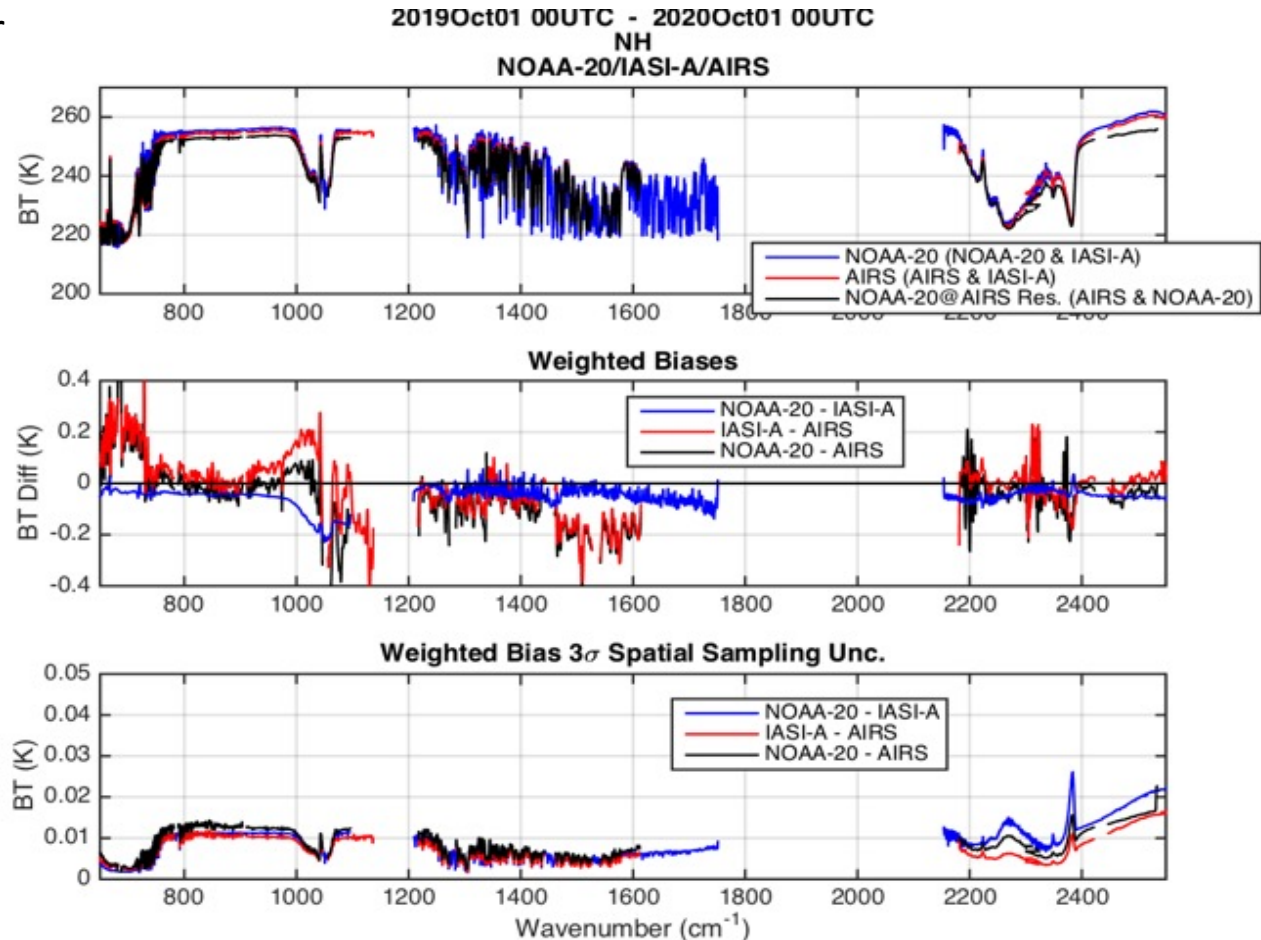 2019Oct01 00UTC - 2020Oct01 00UTC
NH
NOAA-20/IASI-A/AIRS
260
240
220
200
BT (K)
800 1000 1200 1400 1600 1800 2000 2200 2400
NOAA-20 (NOAA-20 & IASI-A)
AIRS (AIRS & IASI-A)
NOAA-20@AIRS Res. (AIRS & NOAA-20)
Weighted Biases
0.4
0.2
0
-0.2
-0.4
BT Diff (K)
NOAA-20 - IASI-A
IASI-A - AIRS
NOAA-20 - AIRS
800 1000 1200 1400 1600 1800 2000 2200 2400
Weighted Bias 3σ Spatial Sampling Unc.
0.05
0.04
0.03
0.02
0.01
0
BT (K)
NOAA-20 - IASI-A
IASI-A - AIRS
NOAA-20 - AIRS
800 1000 1200 1400 1600 1800 2000 2200 2400
Wavenumber (cm⁻¹)